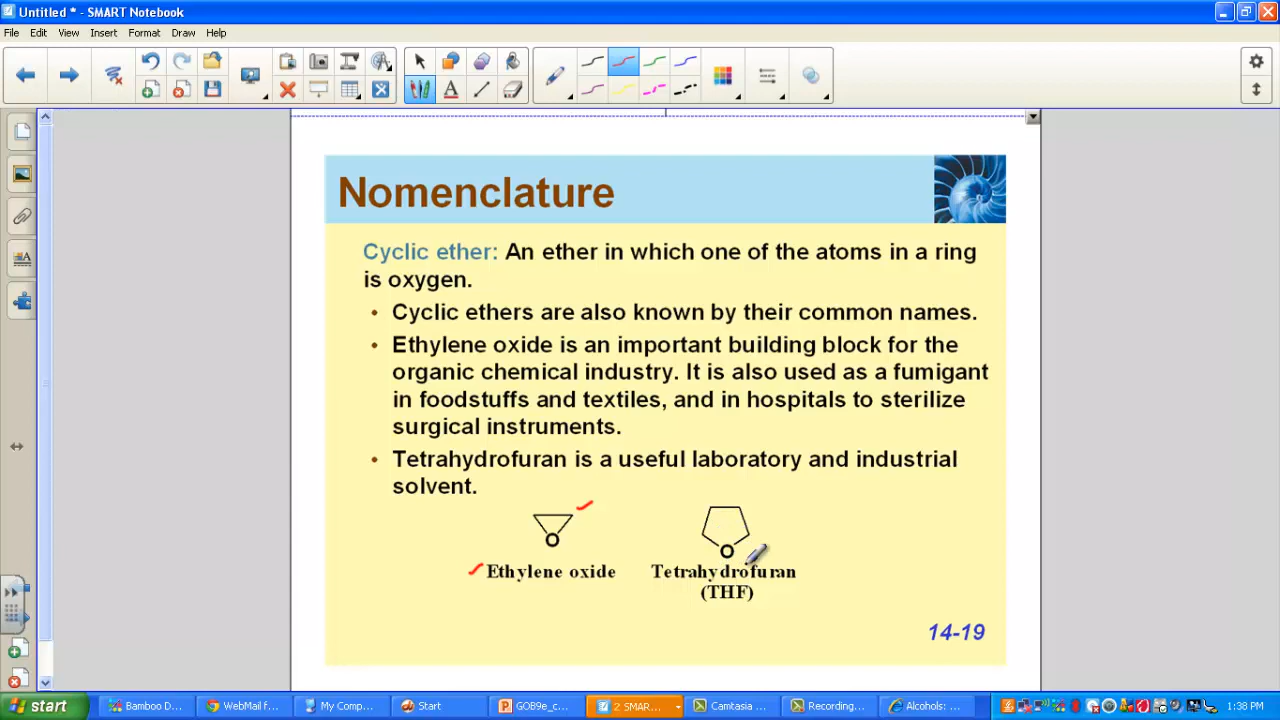 Untitled * - SMART Notebook
File Edit View Insert Format Draw Help
Nomenclature
Cyclic ether: An ether in which one of the atoms in a ring
is oxygen.
• Cyclic ethers are also known by their common names.
• Ethylene oxide is an important building block for the
organic chemical industry. It is also used as a fumigant
in foodstuffs and textiles, and in hospitals to sterilize
surgical instruments.
• Tetrahydrofuran is a useful laboratory and industrial
solvent.
O O
Ethylene oxide Tetrahydrofuran
(THF)
14-19
start Bamboo D... WebMail f... My Comp... Start GOB9e_c... 2 SMAR... Camtasia ... Recording... Alcohols: ... 1:38 PM